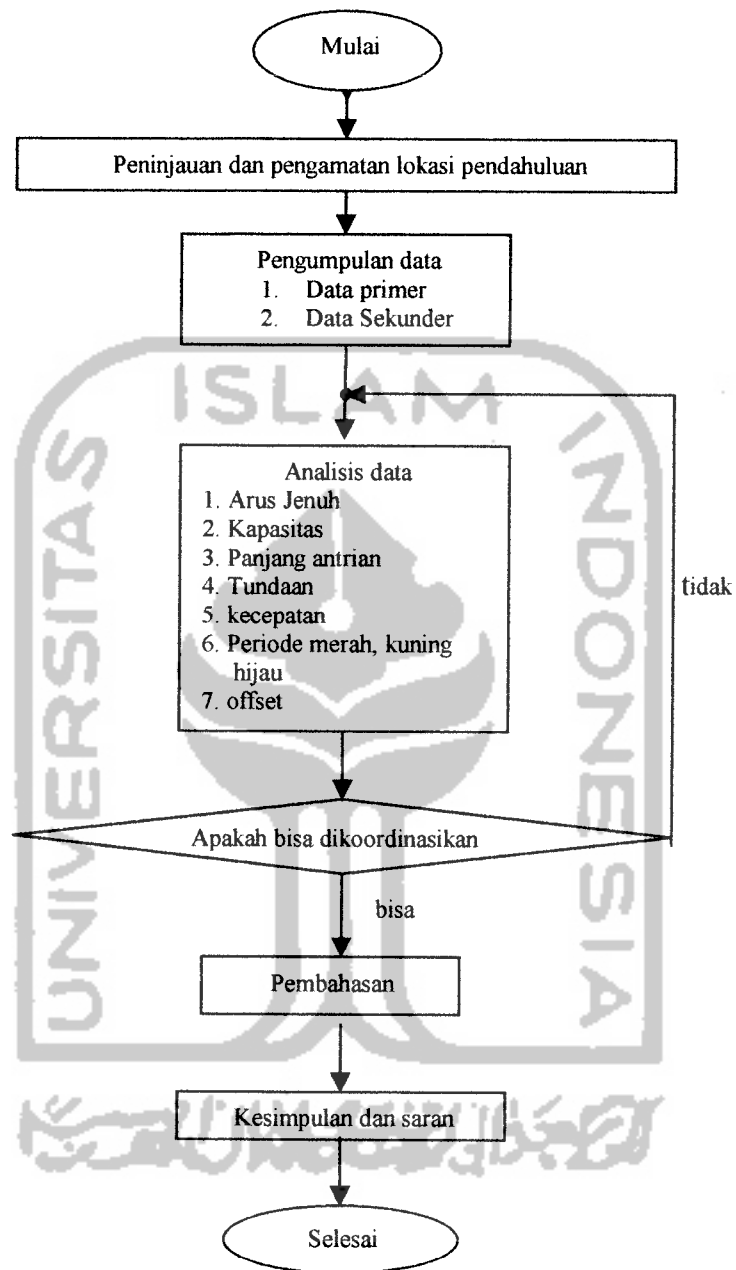 Mulai
Peninjauan dan pengamatan lokasi pendahuluan
Pengumpulan data
1. Data primer
2. Data Sekunder
Analisis data
1. Arus Jenuh
2. Kapasitas
3. Panjang antrian
4. Tundaan
5. kecepatan
6. Periode merah, kuning
hijau
7. offset
tidak
Apakah bisa dikoordinasikan
bisa
Pembahasan
Kesimpulan dan saran
Selesai
UNIVERSITAS
ISLAM
INDONESIA